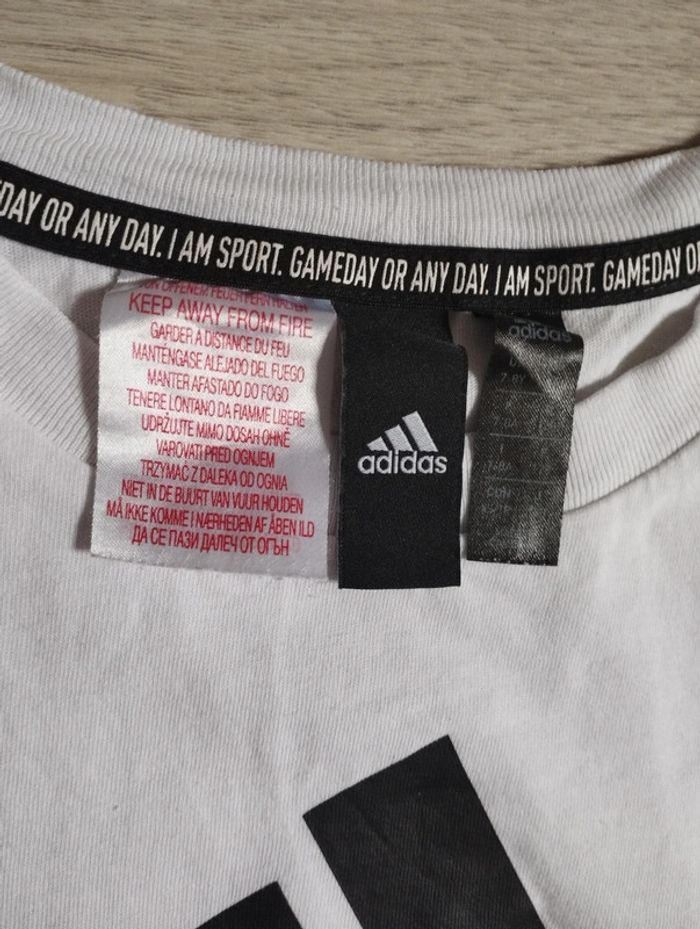 DAY OR ANY DAY. I AM SPORT. GAMEDAY OR ANY DAY. I AM SPORT. GAMEDAY O
KEEP AWAY FROM FIRE
GARDER A DISTANCE DU FEU
MANTÉNGASE ALEJADO DEL FUEGO
MANTER AFASTADO DO FOGO
TENERE LONTANO DA FIAMME LIBERE
UDRŽUJTE MIMO DOSAH OHNĚ
VAROVATI PRED OGNJEM
TRZYMAĆ Z DALEKA OD OGNIA
NIET IN DE BUURT VAN VUUR HOUDEN
MÅ IKKE KOMME I NÆRHEDEN AF ÅBEN ILD
ДА СЕ ПАЗИ ДАЛЕЧ ОТ ОГЪН
adidas
adidas